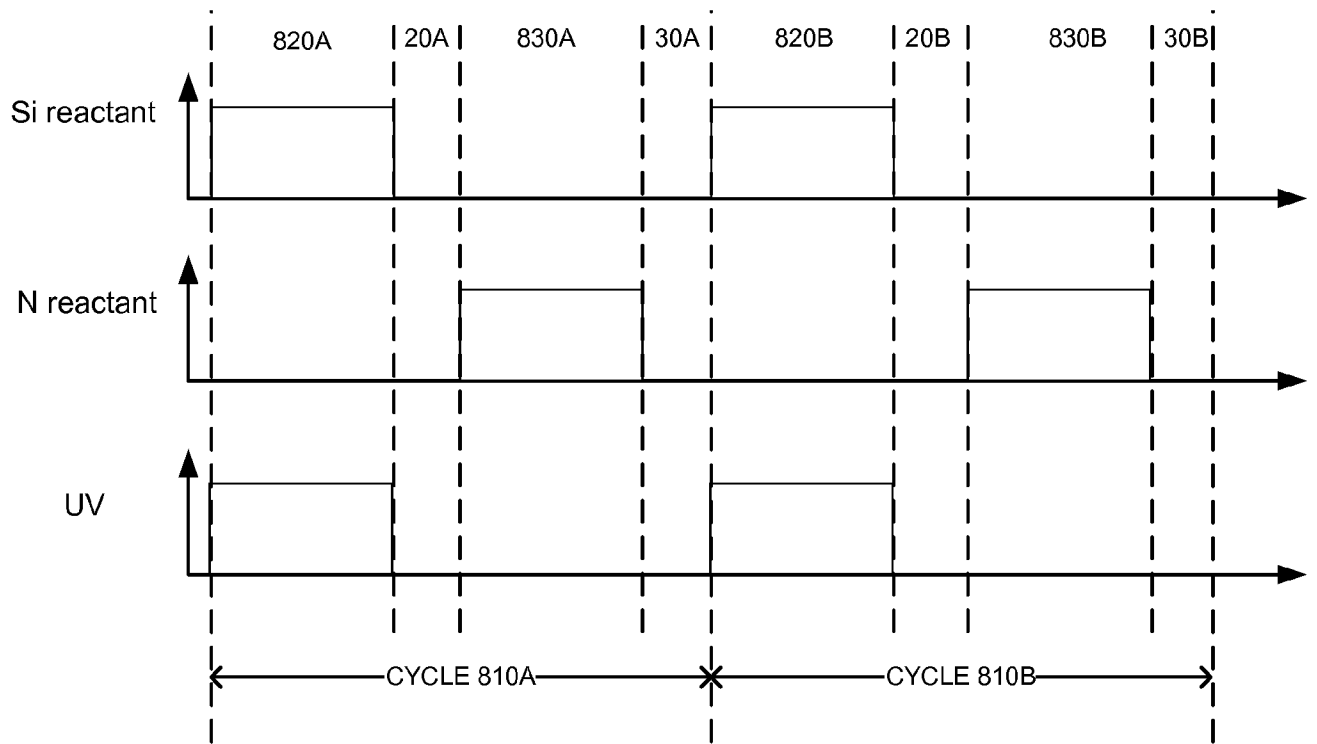 820A 20A 830A 30A 820B 20B 830B 30B
Si reactant
N reactant
UV
CYCLE 810A CYCLE 810B